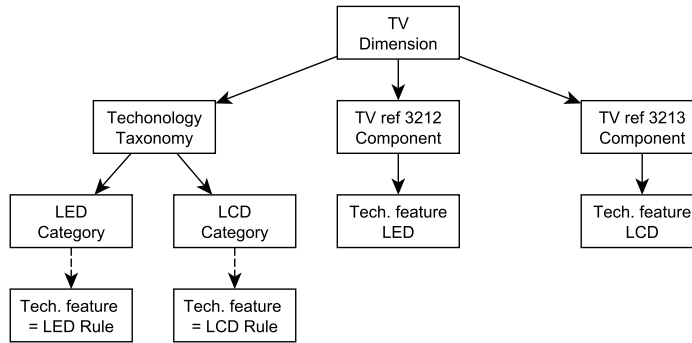 TV
Dimension
Techonology
Taxonomy
TV ref 3212
Component
TV ref 3213
Component
LED
Category
LCD
Category
Tech. feature
LED
Tech. feature
LCD
Tech. feature
= LED Rule
Tech. feature
= LCD Rule